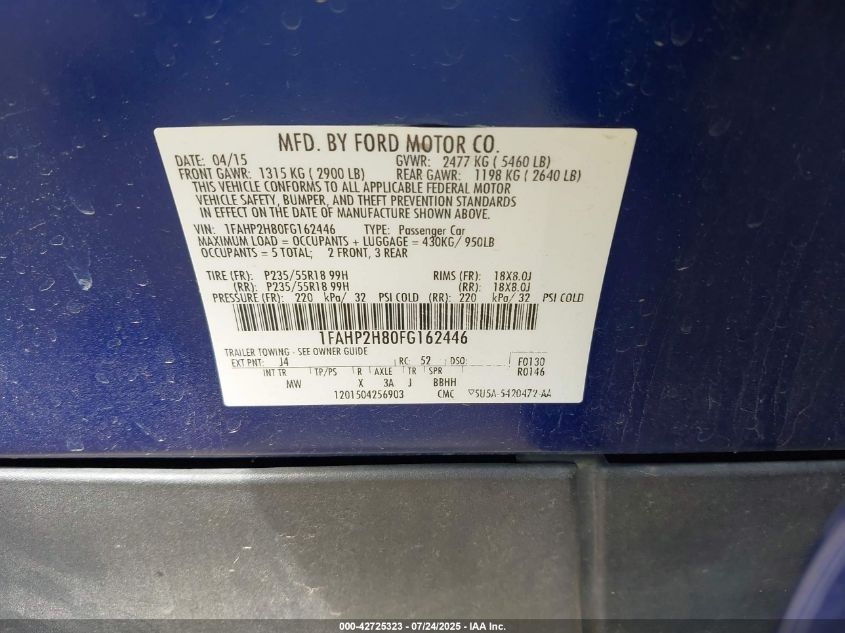 MFD. BY FORD MOTOR CO.
DATE: 04/15 GVWR: 2477 KG ( 5460 LB)
FRONT GAWR: 1315 KG ( 2900 LB) REAR GAWR: 1198 KG ( 2640 LB)
THIS VEHICLE CONFORMS TO ALL APPLICABLE FEDERAL MOTOR
VEHICLE SAFETY, BUMPER, AND THEFT PREVENTION STANDARDS
IN EFFECT ON THE DATE OF MANUFACTURE SHOWN ABOVE.
VIN: 1FAHP2H80FG162446 TYPE: Passenger Car
MAXIMUM LOAD = OCCUPANTS + LUGGAGE = 430KG/ 950LB
OCCUPANTS = 5 TOTAL; 2 FRONT, 3 REAR
TIRE (FR): P235/55R18 99H RIMS (FR): 18X8.0J
(RR): P235/55R18 99H (RR): 18X8.0J
PRESSURE (FR): 220 kPa/ 32 PSI COLD (RR): 220 kPa/ 32 PSI COLD
1FAHP2H80FG162446
TRAILER TOWING - SEE OWNER GUIDE
EXT PNT: J4 RC: 52 DSO: F0130
INT TR TP/PS R AXLE TR SPR R0146
MW X 3A J BBHH
1201504256903 CMC ▽5U5A-5420472-AA
000-42725323 - 07/24/2025 - IAA Inc.